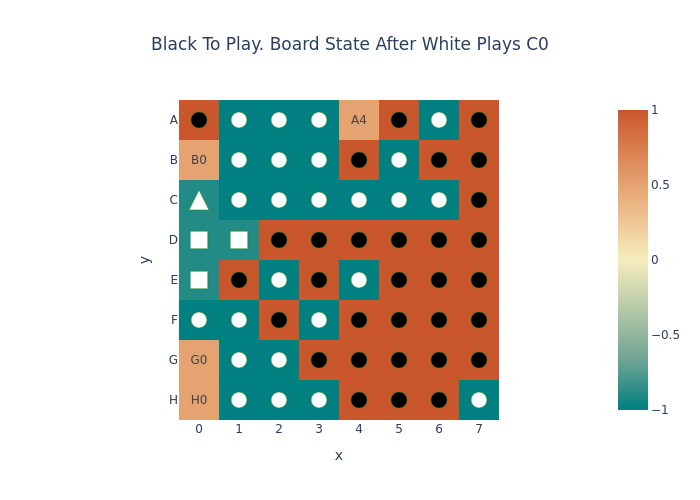 Black To Play. Board State After White Plays C0
A
A4
B
B0
C
D
E
F
G
G0
H
H0
0 1 2 3 4 5 6 7
x
y
1
0.5
0
−0.5
−1